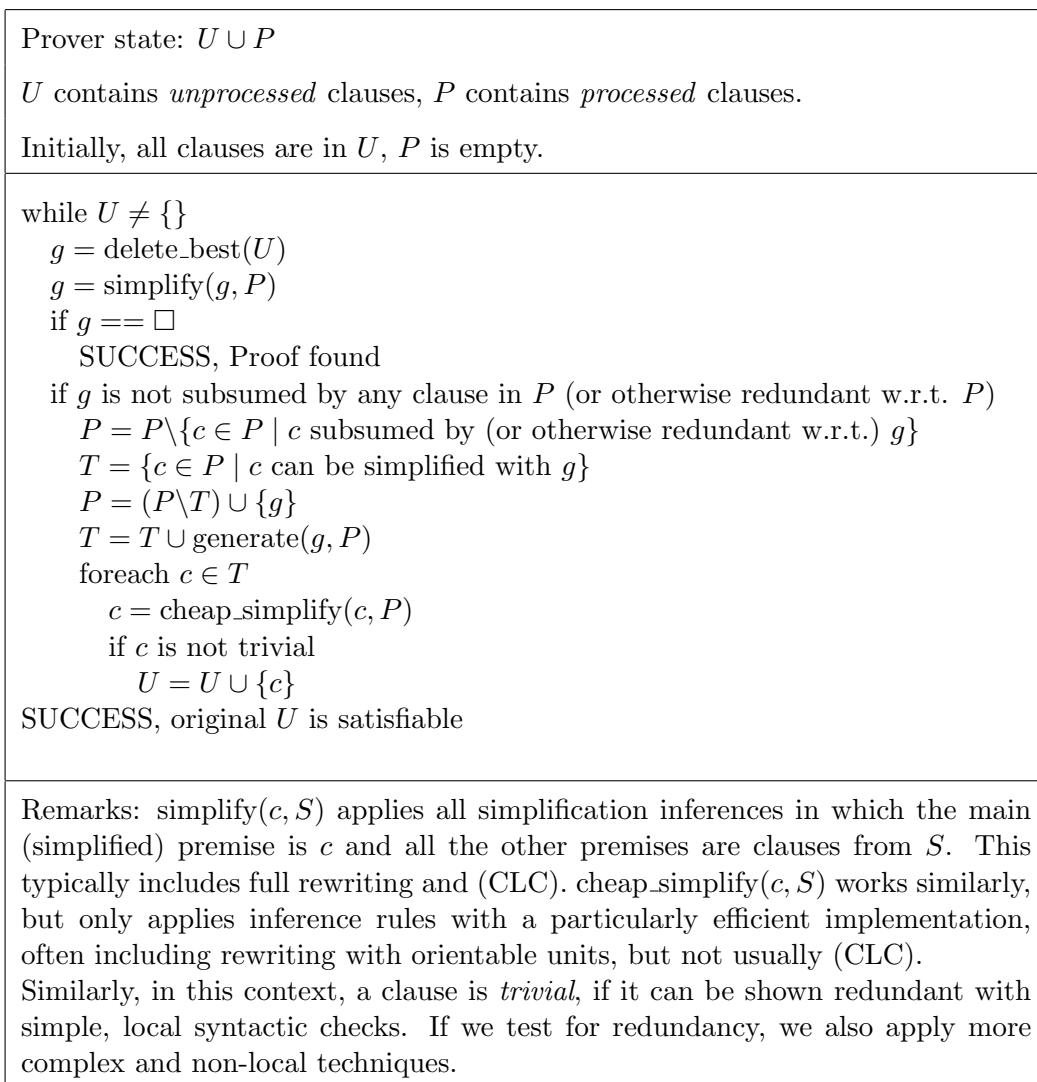 Prover state: U ∪ P
U contains unprocessed clauses, P contains processed clauses.
Initially, all clauses are in U, P is empty.
while U ≠ {}
g = delete_best(U)
g = simplify(g, P)
if g == □
SUCCESS, Proof found
if g is not subsumed by any clause in P (or otherwise redundant w.r.t. P)
P = P\{c ∈ P | c subsumed by (or otherwise redundant w.r.t.) g}
T = {c ∈ P | c can be simplified with g}
P = (P\T) ∪ {g}
T = T ∪ generate(g, P)
foreach c ∈ T
c = cheap_simplify(c, P)
if c is not trivial
U = U ∪ {c}
SUCCESS, original U is satisfiable
Remarks: simplify(c, S) applies all simplification inferences in which the main
(simplified) premise is c and all the other premises are clauses from S. This
typically includes full rewriting and (CLC). cheap_simplify(c, S) works similarly,
but only applies inference rules with a particularly efficient implementation,
often including rewriting with orientable units, but not usually (CLC).
Similarly, in this context, a clause is trivial, if it can be shown redundant with
simple, local syntactic checks. If we test for redundancy, we also apply more
complex and non-local techniques.